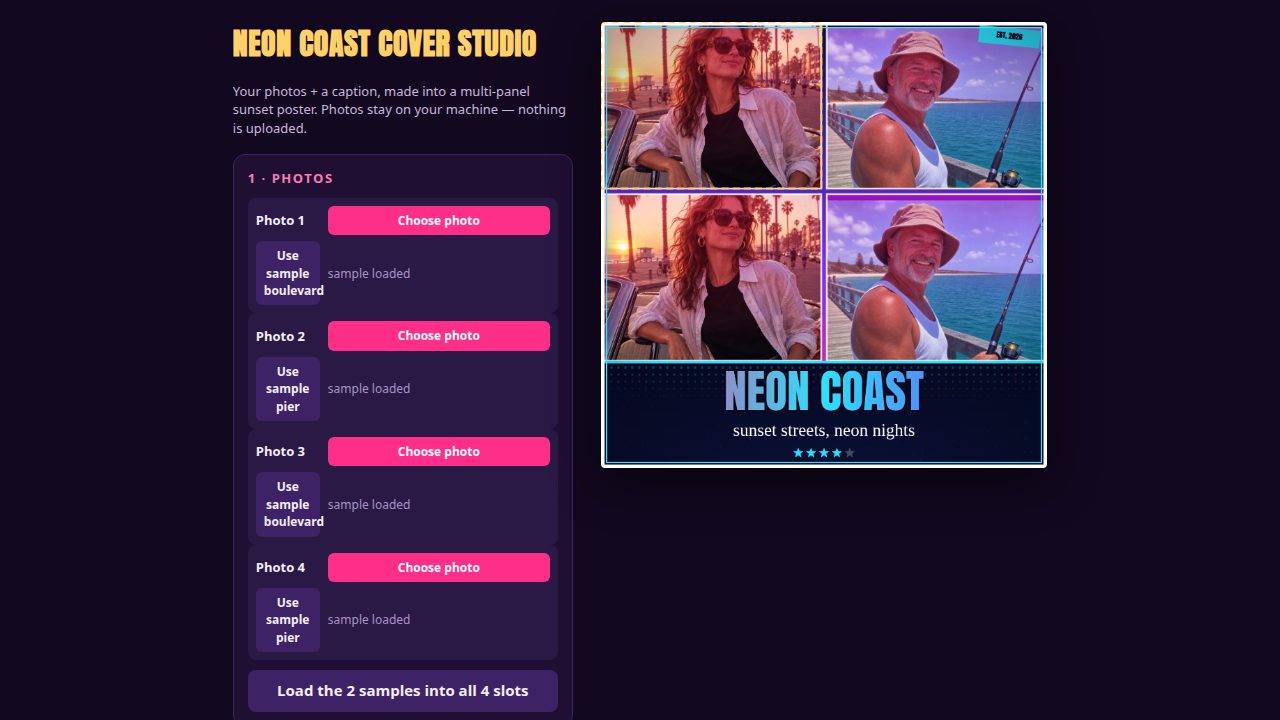 NEON COAST COVER STUDIO
Your photos + a caption, made into a multi-panel
sunset poster. Photos stay on your machine — nothing
is uploaded.
1 · PHOTOS
Photo 1
Choose photo
Use
sample
boulevard
sample loaded
Photo 2
Choose photo
Use
sample
pier
sample loaded
Photo 3
Choose photo
Use
sample
boulevard
sample loaded
Photo 4
Choose photo
Use
sample
pier
sample loaded
Load the 2 samples into all 4 slots
EST. 2026
NEON COAST
sunset streets, neon nights